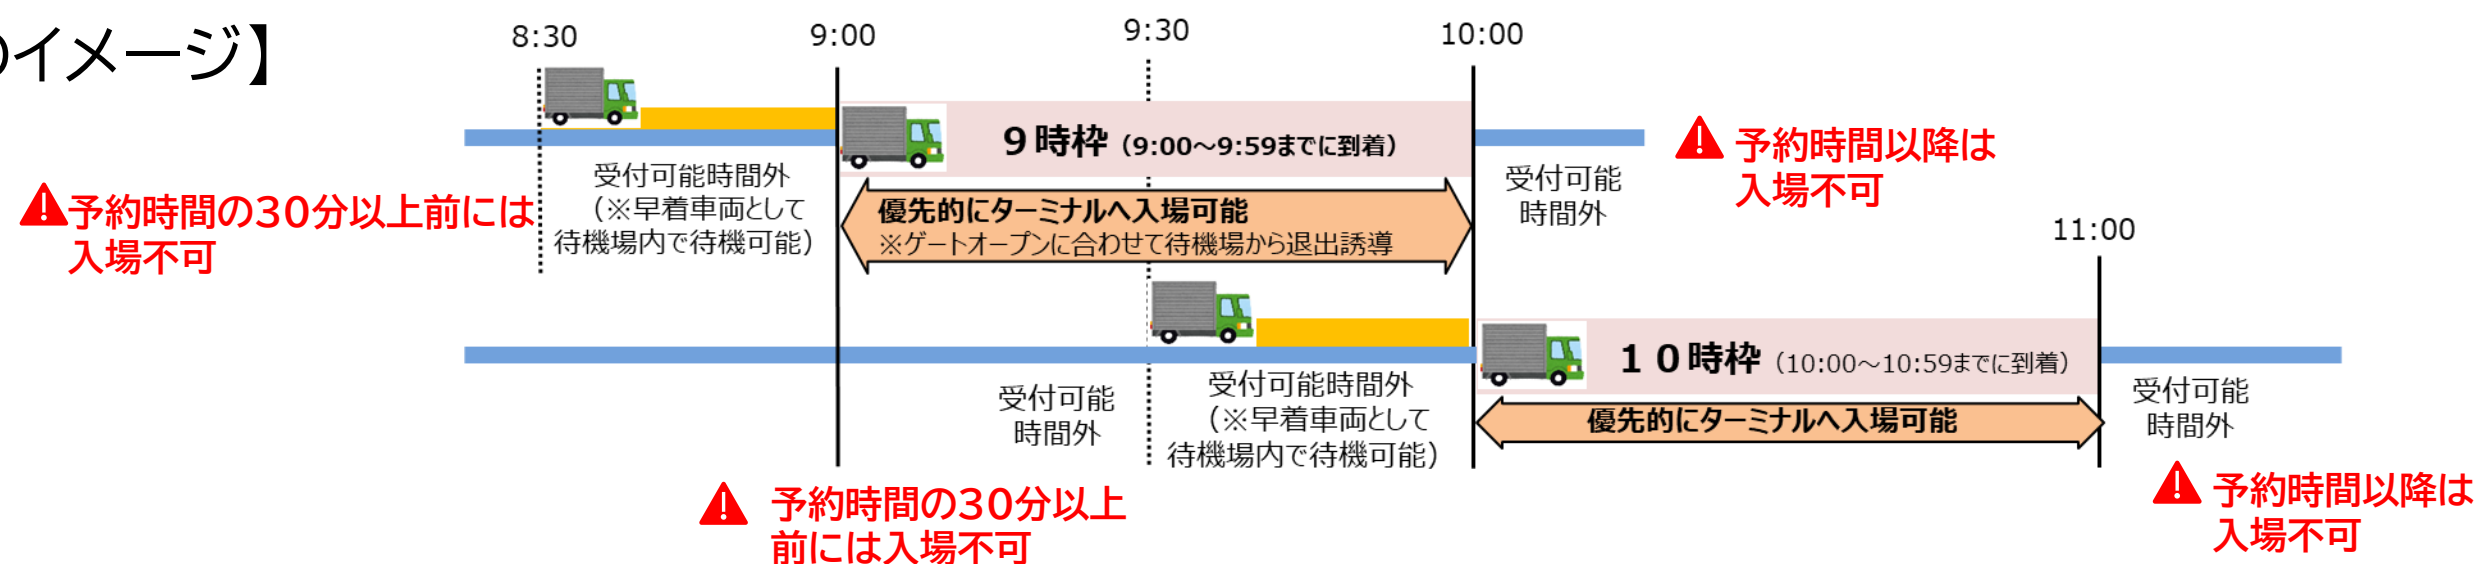 のイメージ】
8:30
9:00
9:30
10:00
9時枠（9:00～9:59までに到着）
予約時間以降は
入場不可
予約時間の30分以上前には
入場不可
受付可能時間外
（※早着車両として
待機場内で待機可能）
優先的にターミナルへ入場可能
※ゲートオープンに合わせて待機場から退出誘導
受付可能
時間外
11:00
10時枠（10:00～10:59までに到着）
受付可能
時間外
受付可能時間外
（※早着車両として
待機場内で待機可能）
優先的にターミナルへ入場可能
受付可能
時間外
予約時間の30分以上
前には入場不可
予約時間以降は
入場不可